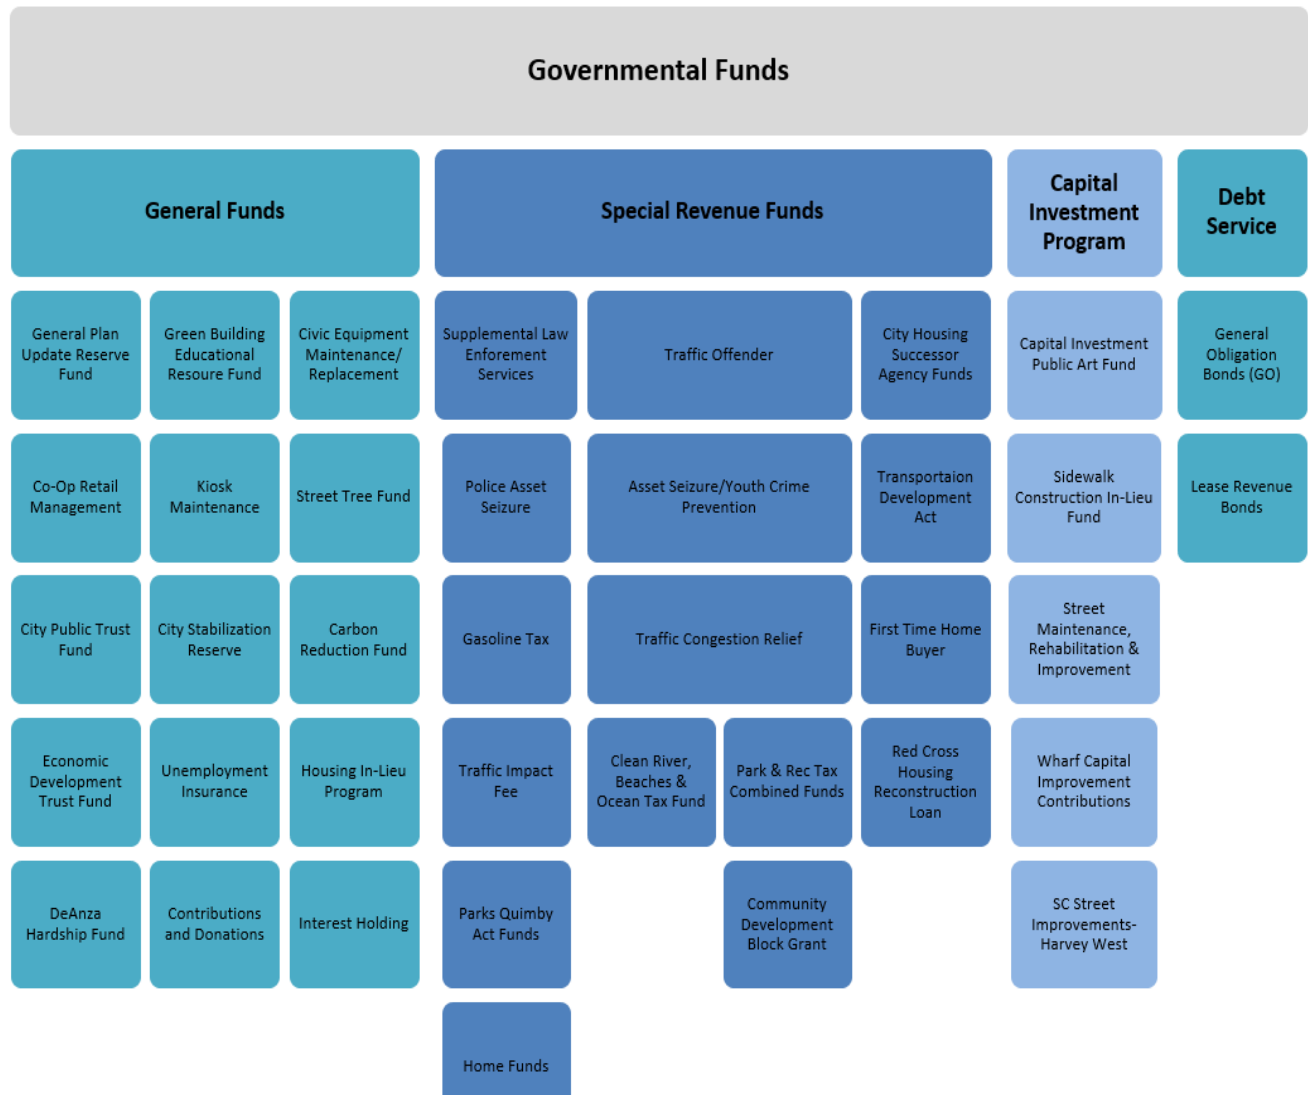 Governmental Funds
General Funds
Special Revenue Funds
Capital
Investment
Program
Debt
Service
General Plan
Update Reserve
Fund
Green Building
Educational
Resoure Fund
Civic Equipment
Maintenance/
Replacement
Supplemental Law
Enforement
Services
Traffic Offender
City Housing
Successor
Agency Funds
Capital Investment
Public Art Fund
General
Obligation
Bonds (GO)
Co-Op Retail
Management
Kiosk
Maintenance
Street Tree Fund
Police Asset
Seizure
Asset Seizure/Youth Crime
Prevention
Transportaion
Development
Act
Sidewalk
Construction In-Lieu
Fund
Lease Revenue
Bonds
City Public Trust
Fund
City Stabilization
Reserve
Carbon
Reduction Fund
Gasoline Tax
Traffic Congestion Relief
First Time Home
Buyer
Street
Maintenance,
Rehabilitation &
Improvement
Economic
Development
Trust Fund
Unemployment
Insurance
Housing In-Lieu
Program
Traffic Impact
Fee
Clean River,
Beaches &
Ocean Tax Fund
Park & Rec Tax
Combined Funds
Red Cross
Housing
Reconstruction
Loan
Wharf Capital
Improvement
Contributions
DeAnza
Hardship Fund
Contributions
and Donations
Interest Holding
Parks Quimby
Act Funds
Community
Development
Block Grant
SC Street
Improvements-
Harvey West
Home Funds